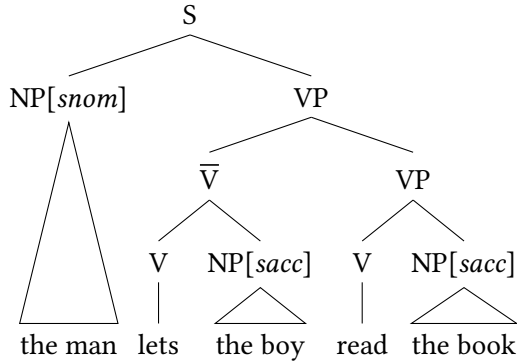 S
NP[snom] VP
V̅ VP
V NP[sacc] V NP[sacc]
the man lets the boy read the book